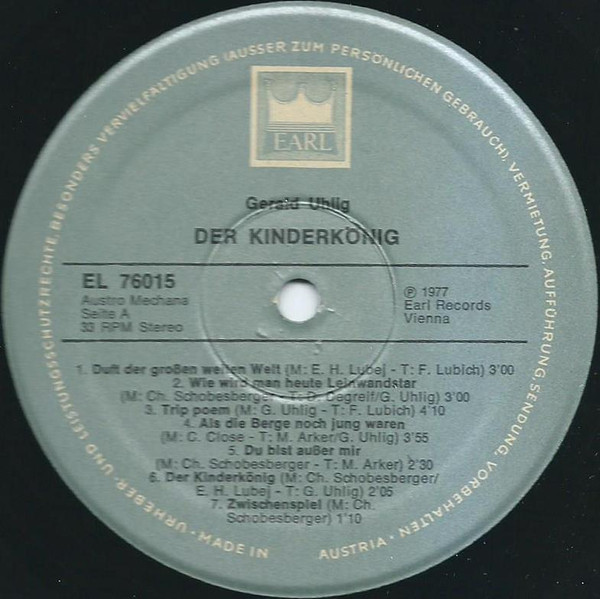 URHEBER- UND LEISTUNGSSCHUTZRECHTE, BESONDERS VERVIELFÄLTIGUNG (AUSSER ZUM PERSÖNLICHEN GEBRAUCH), VERMIETUNG, AUFFÜHRUNG, SENDUNG, VORBEHALTEN
EARL
Gerald Uhlig
DER KINDERKÖNIG
EL 76015
Austro Mechana
Seite A
33 RPM Stereo
℗ 1977
Earl Records
Vienna
1. Duft der großen weiten Welt (M: E. H. Lubej - T: F. Lubich) 3'00
2. Wie wird man heute Leinwandstar
(M: Ch. Schobesberger - T: D. Degreif/G. Uhlig) 3'00
3. Trip poem (M: G. Uhlig - T: F. Lubich) 4'10
4. Als die Berge noch jung waren
(M: C. Close - T: M. Arker/G. Uhlig) 3'55
5. Du bist außer mir
(M: Ch. Schobesberger - T: M. Arker) 2'30
6. Der Kinderkönig (M: Ch. Schobesberger/
E. H. Lubej - T: G. Uhlig) 2'05
7. Zwischenspiel (M: Ch.
Schobesberger) 1'10
MADE IN AUSTRIA